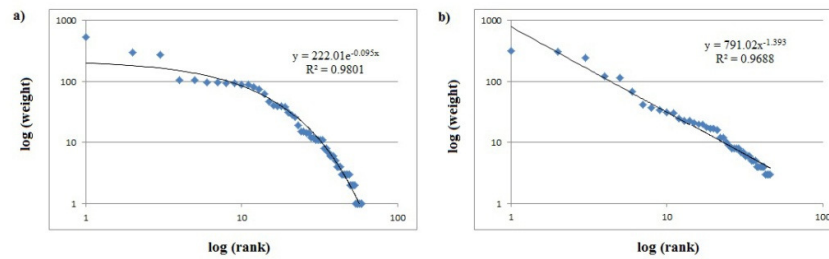 a)
1000
100
10
1
1
10
100
log (weight)
log (rank)
y = 222.01e^-0.095x
R² = 0.9801
b)
1000
100
10
1
1
10
100
log (weight)
log (rank)
y = 791.02x^-1.393
R² = 0.9688